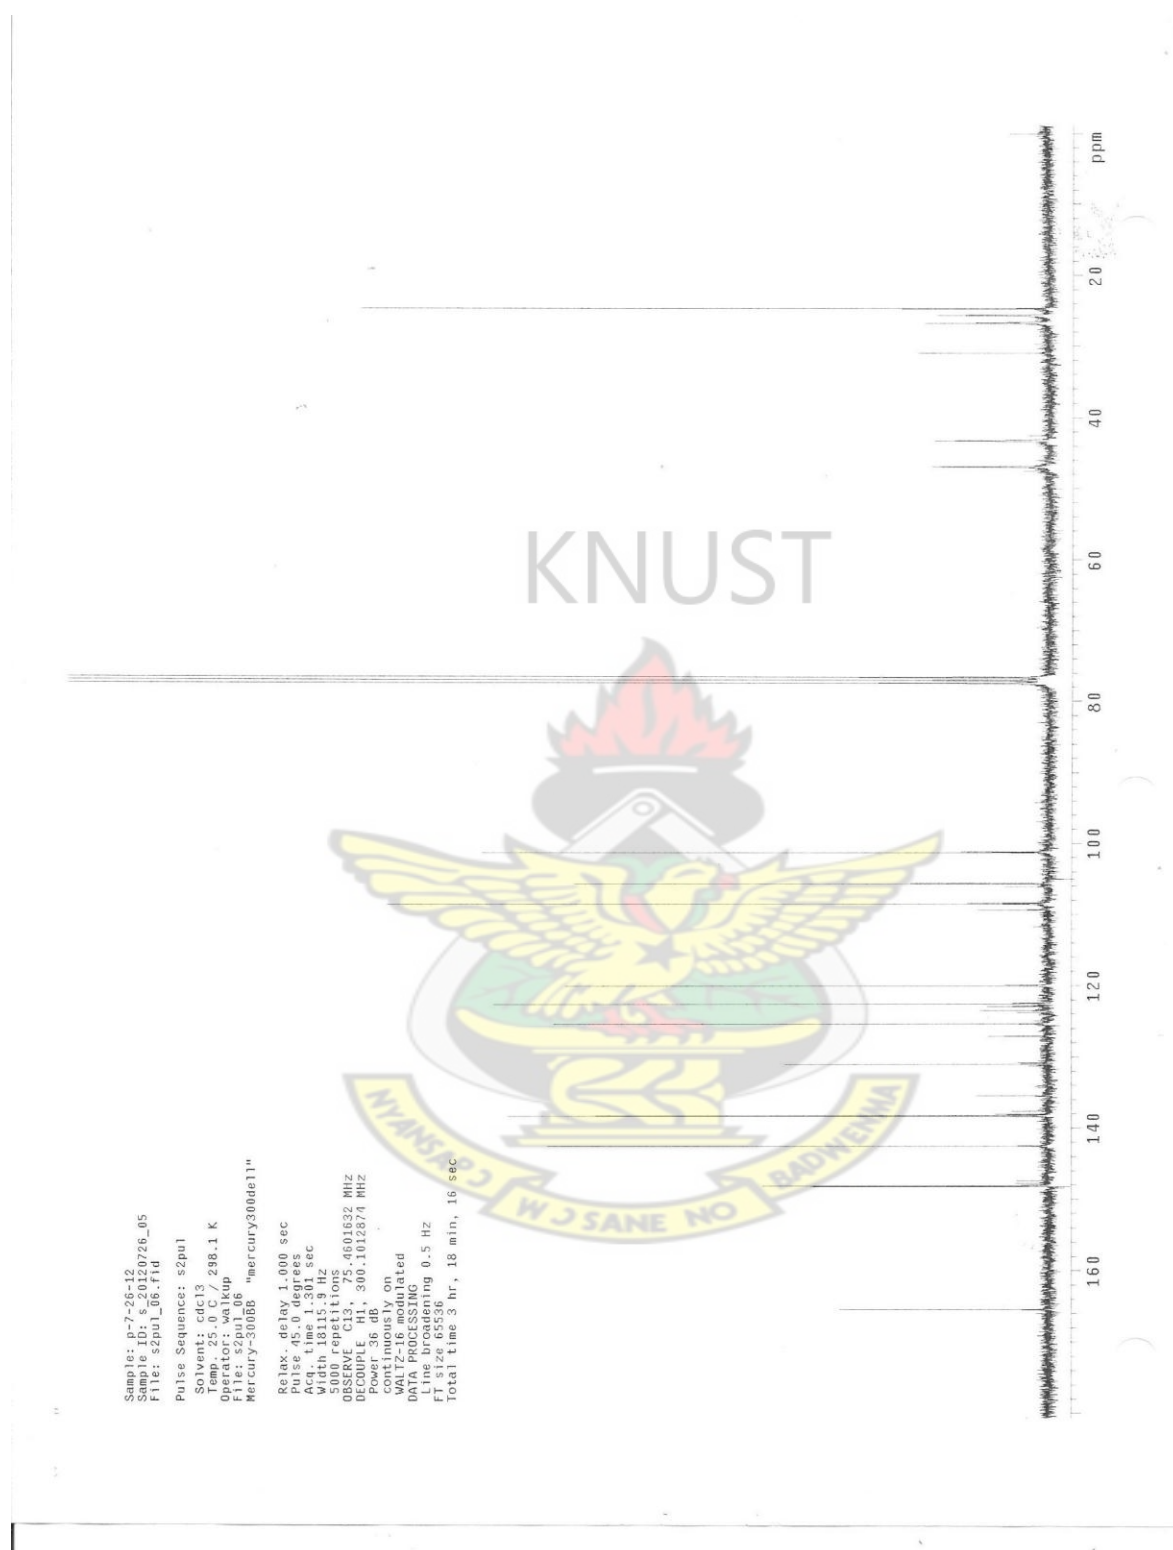 Sample: p-7-26-12
Sample ID: s_20120726_05
File: s2pul_06.fid
Pulse Sequence: s2pul
Solvent: cdcl3
Temp. 25.0 C / 298.1 K
Operator: walkup
File: s2pul_06
Mercury-300BB "mercury300dell"
Relax. delay 1.000 sec
Pulse 45.0 degrees
Acq. time 1.301 sec
Width 18115.9 Hz
5000 repetitions
OBSERVE C13, 75.4601632 MHz
DECOUPLE H1, 300.1012874 MHz
Power 36 dB
continuously on
WALTZ-16 modulated
DATA PROCESSING
Line broadening 0.5 Hz
FT size 65536
Total time 3 hr, 18 min, 16 sec
160 140 120 100 80 60 40 20 ppm
KNUST
NYANSAPƆ WƆSANE NO BADWENMA